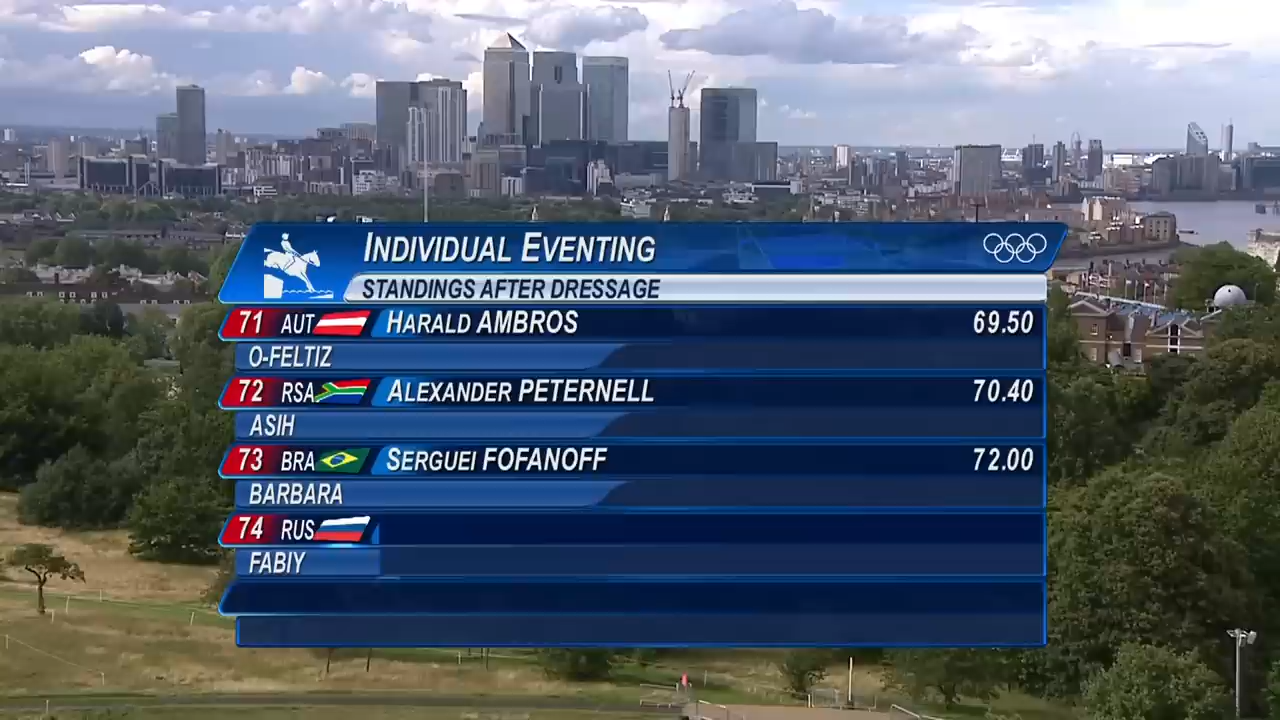 INDIVIDUAL EVENTING
STANDINGS AFTER DRESSAGE
71 AUT HARALD AMBROS 69.50
O-FELTIZ
72 RSA ALEXANDER PETERNELL 70.40
ASIH
73 BRA SERGUEI FOFANOFF 72.00
BARBARA
74 RUS
FABIY